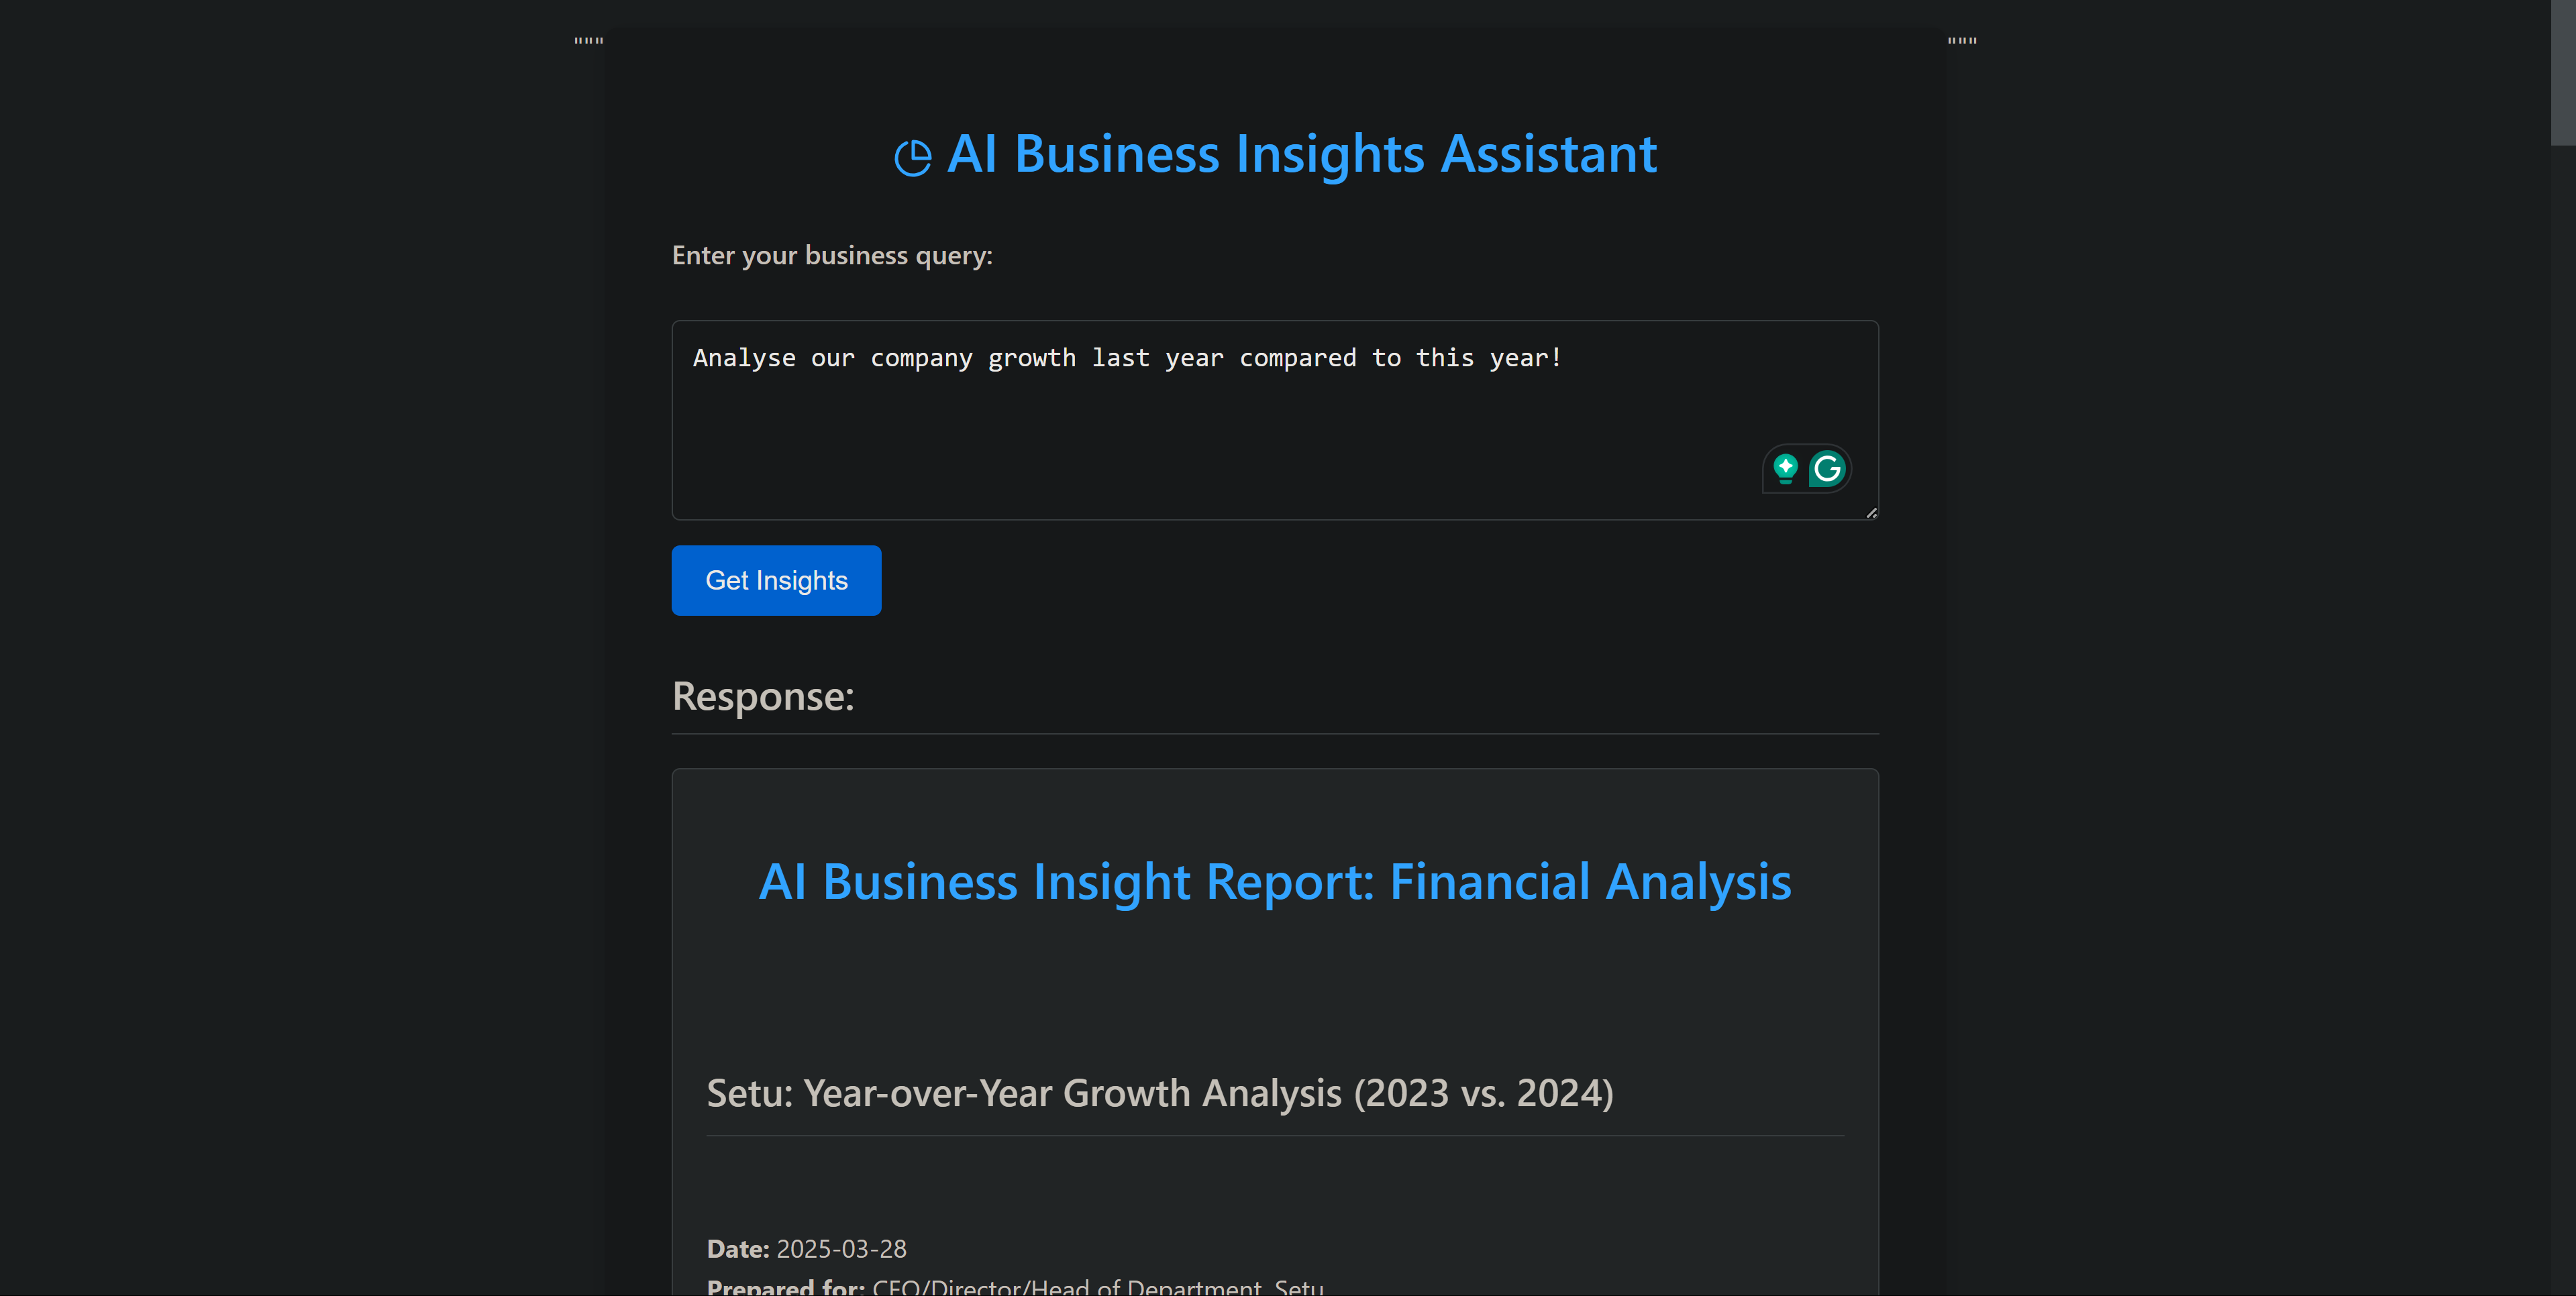 """ """
AI Business Insights Assistant
Enter your business query:
Analyse our company growth last year compared to this year!
Get Insights
Response:
AI Business Insight Report: Financial Analysis
Setu: Year-over-Year Growth Analysis (2023 vs. 2024)
Date: 2025-03-28
Prepared for: CEO/Director/Head of Department, Setu